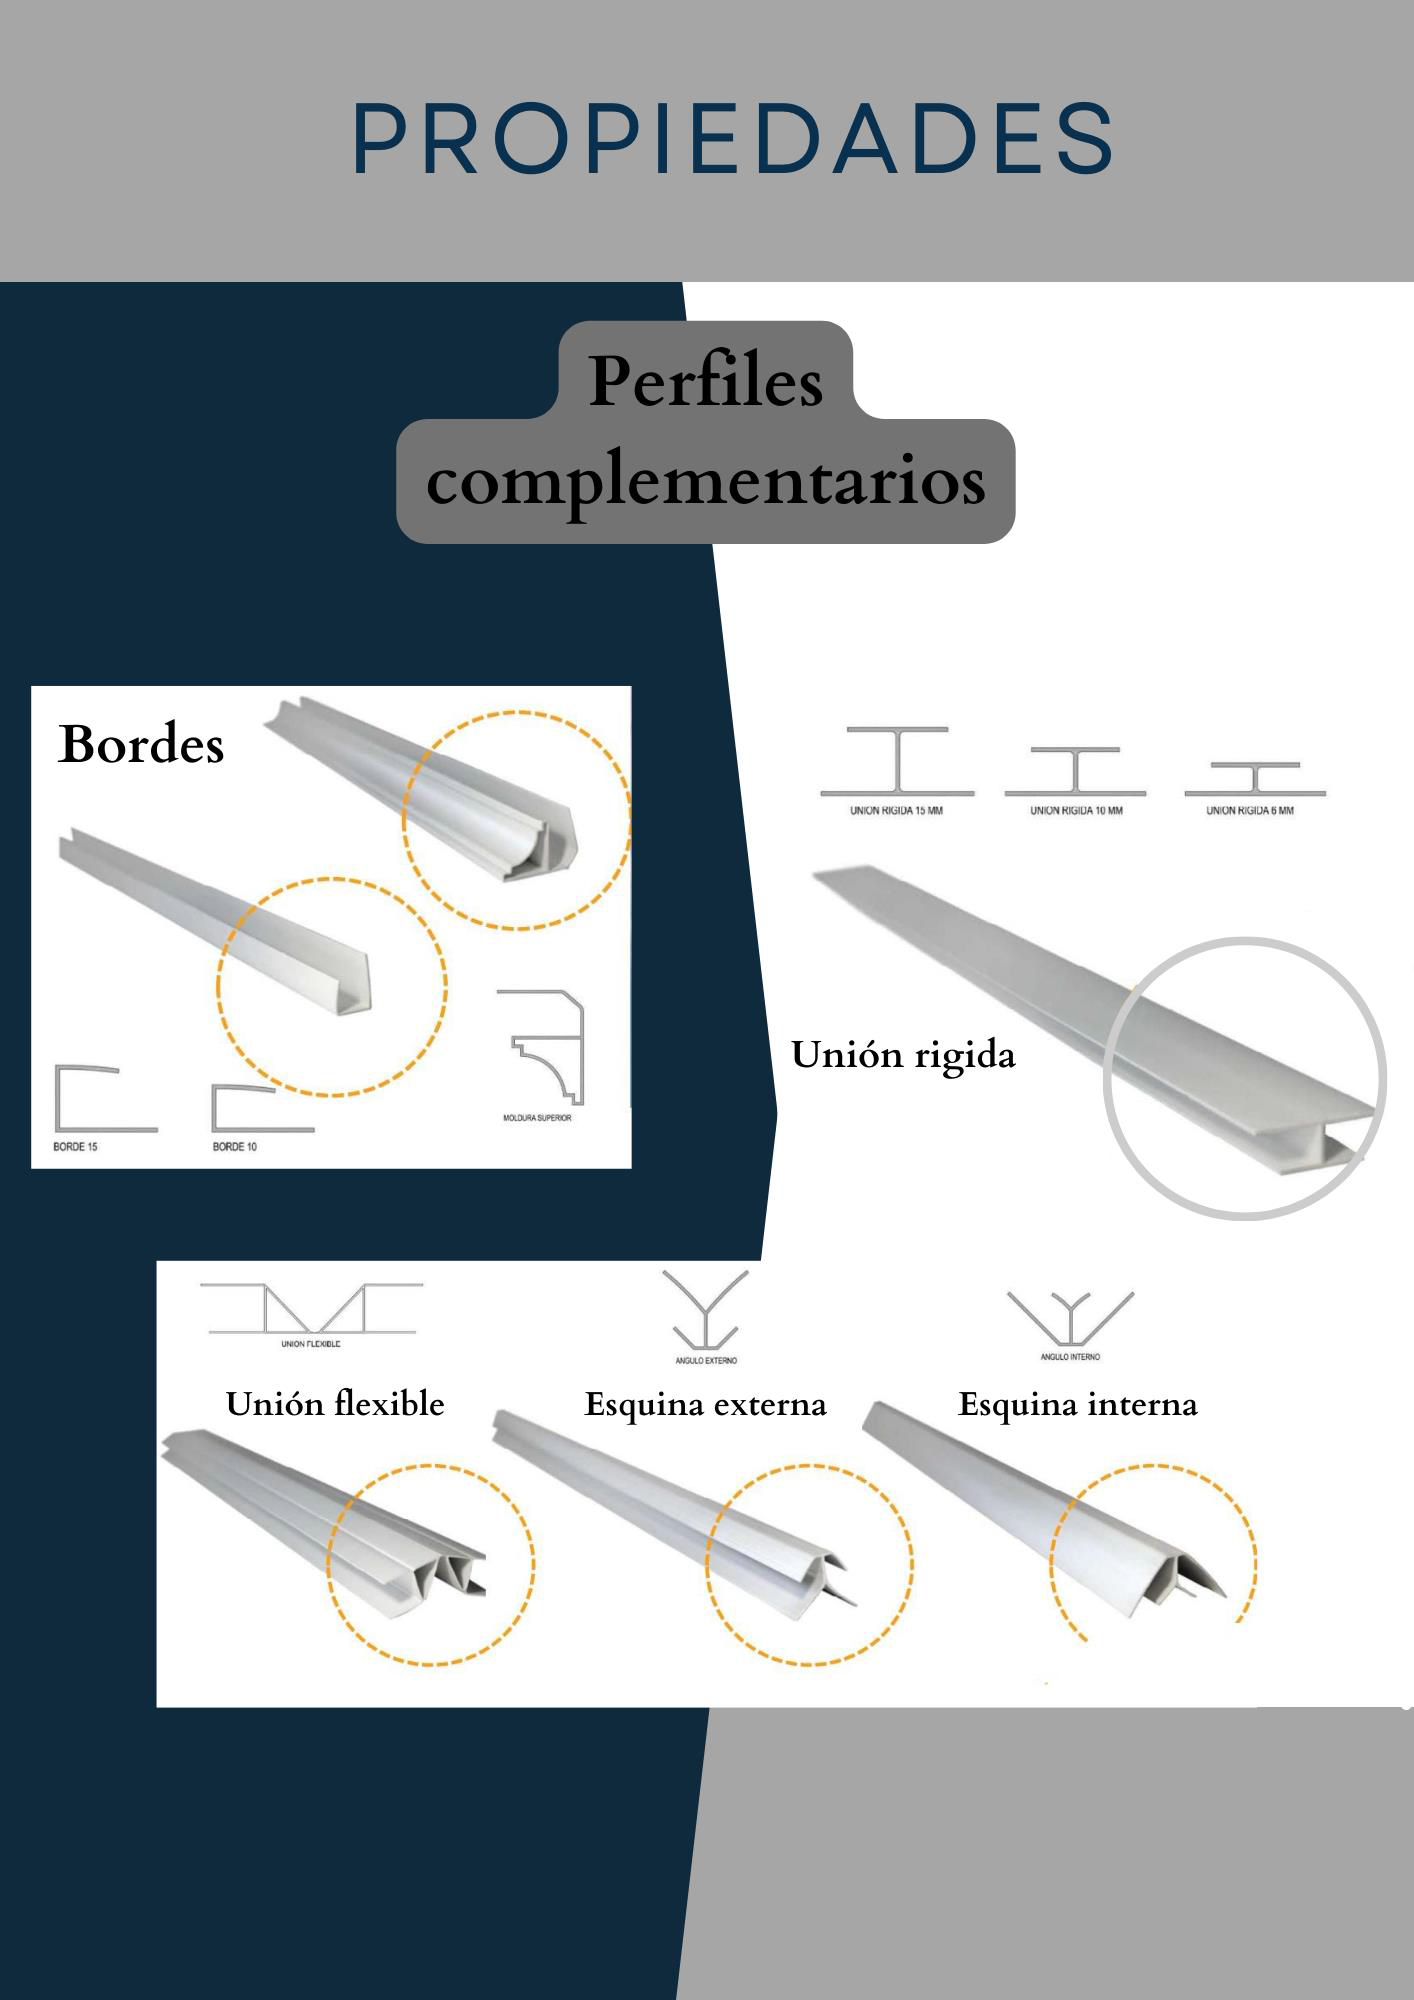 PROPIEDADES
Perfiles
complementarios
Bordes
MOLDURA SUPERIOR
BORDE 15
BORDE 10
UNION RIGIDA 15 MM
UNION RIGIDA 10 MM
UNION RIGIDA 6 MM
Unión rigida
UNION FLEXIBLE
ANGULO EXTERNO
ANGULO INTERNO
Unión flexible
Esquina externa
Esquina interna